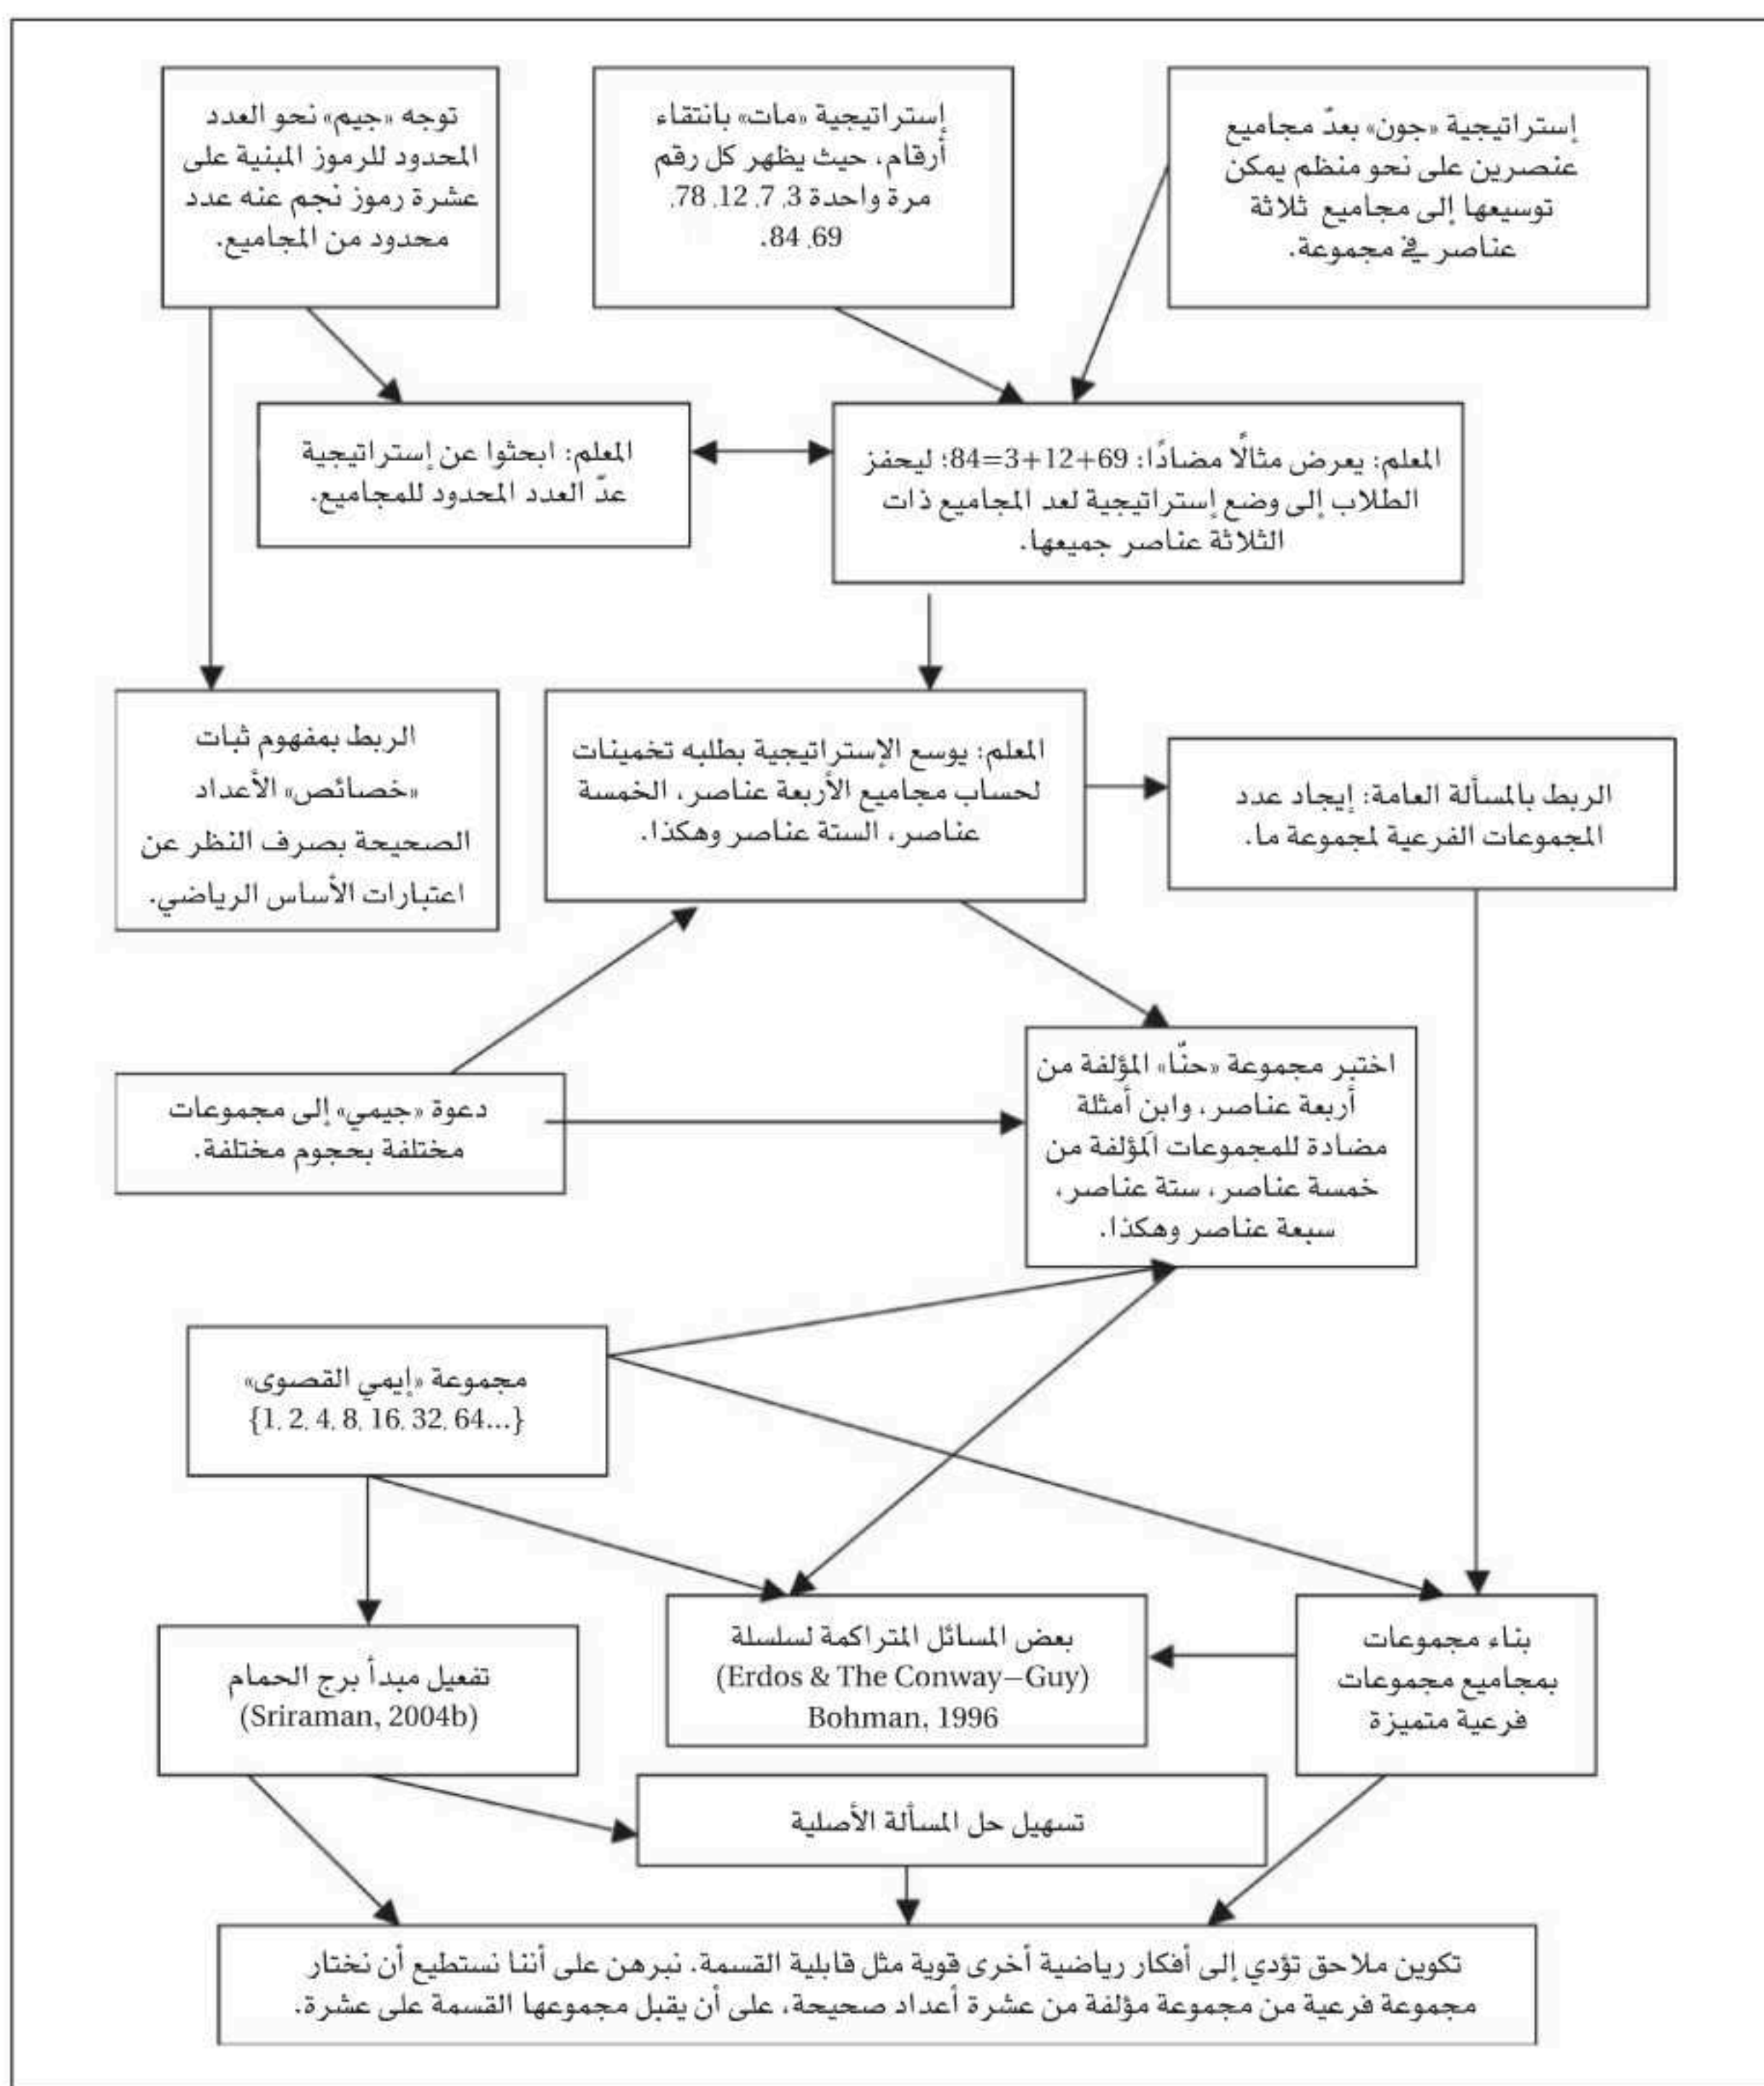 إستراتيجية «جون» بعدّ مجاميع
عنصرين على نحو منظم يمكن
توسيعها إلى مجاميع ثلاثة
عناصر في مجموعة.
إستراتيجية «مات» بانتقاء
أرقام، حيث يظهر كل رقم
مرة واحدة 3, 7, 12, 78,
69, 84.
توجه «جيم» نحو العدد
المحدود للرموز المبنية على
عشرة رموز نجم عنه عدد
محدود من المجاميع.
المعلم: يعرض مثالًا مضادًا: 69+12+3=84؛ ليحفز
الطلاب إلى وضع إستراتيجية لعد المجاميع ذات
الثلاثة عناصر جميعها.
المعلم: ابحثوا عن إستراتيجية
عدّ العدد المحدود للمجاميع.
الربط بالمسألة العامة: إيجاد عدد
المجموعات الفرعية لمجموعة ما.
المعلم: يوسع الإستراتيجية بطلبه تخمينات
لحساب مجاميع الأربعة عناصر، الخمسة
عناصر، الستة عناصر وهكذا.
الربط بمفهوم ثبات
«خصائص» الأعداد
الصحيحة بصرف النظر عن
اعتبارات الأساس الرياضي.
اختبر مجموعة «حنّا» المؤلفة من
أربعة عناصر، وابنِ أمثلة
مضادة للمجموعات المؤلفة من
خمسة عناصر، ستة عناصر،
سبعة عناصر وهكذا.
دعوة «جيمي» إلى مجموعات
مختلفة بحجوم مختلفة.
مجموعة «إيمي القصوى»
{1, 2, 4, 8, 16, 32, 64...}
بناء مجموعات
بمجاميع مجموعات
فرعية متميزة
بعض المسائل المتراكمة لسلسلة
(Erdos & The Conway–Guy)
Bohman, 1996
تفعيل مبدأ برج الحمام
(Sriraman, 2004b)
تسهيل حل المسألة الأصلية
تكوين ملاحق تؤدي إلى أفكار رياضية أخرى قوية مثل قابلية القسمة. نبرهن على أننا نستطيع أن نختار
مجموعة فرعية من مجموعة مؤلفة من عشرة أعداد صحيحة، على أن يقبل مجموعها القسمة على عشرة.